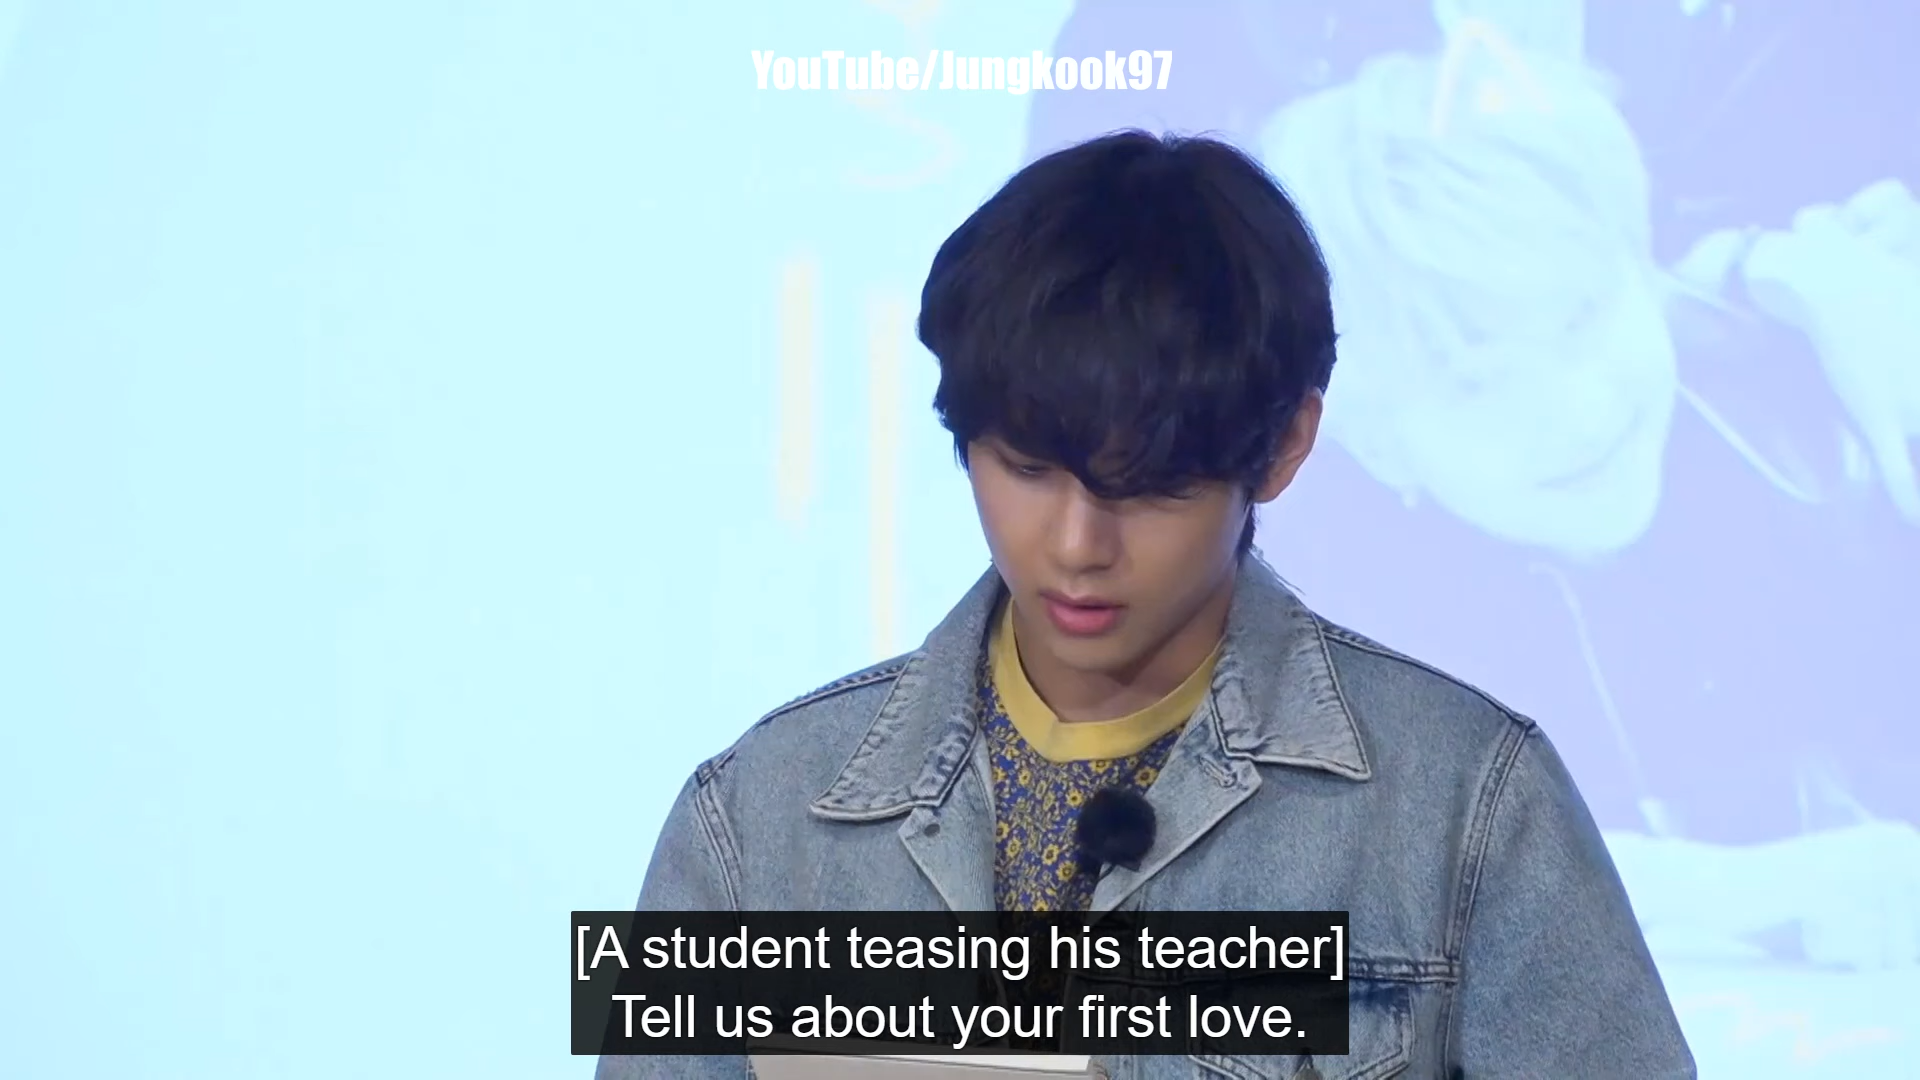 YouTube/Jungkook97
[A student teasing his teacher]
Tell us about your first love.